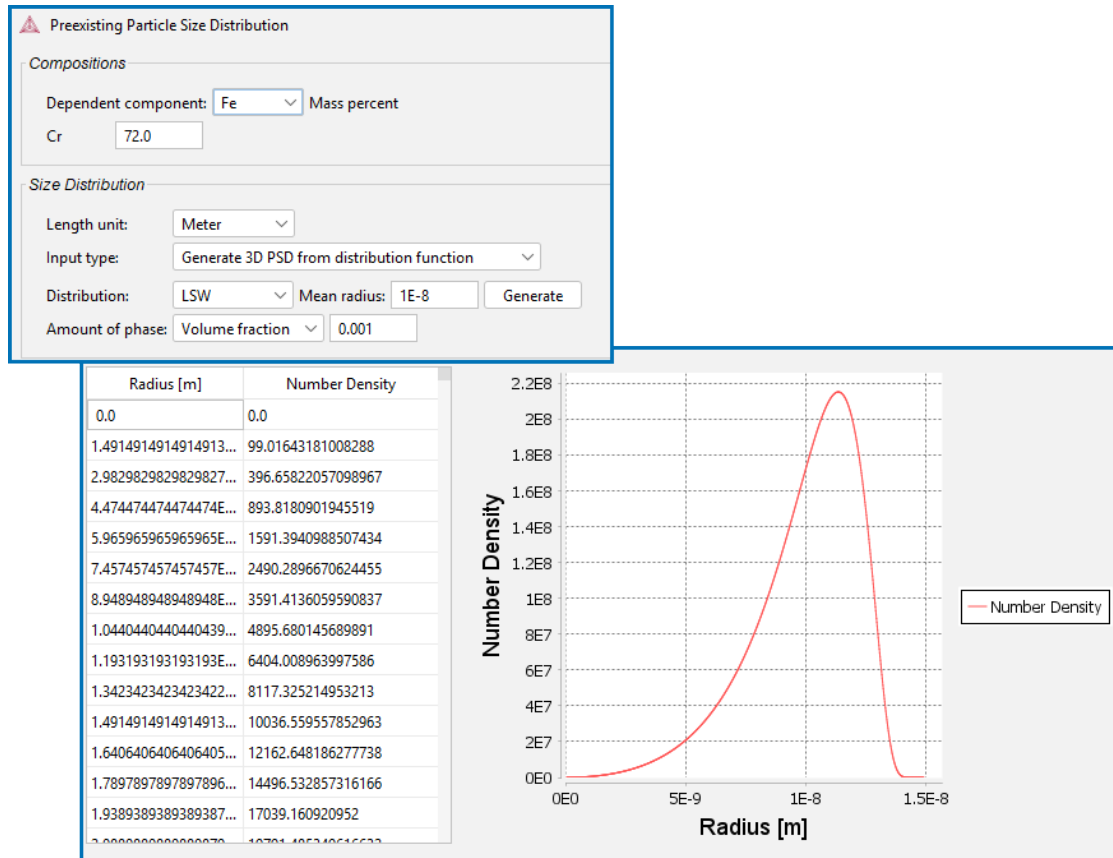 Preexisting Particle Size Distribution
Compositions
Dependent component: Fe Mass percent
Cr 72.0
Size Distribution
Length unit: Meter
Input type: Generate 3D PSD from distribution function
Distribution: LSW Mean radius: 1E-8 Generate
Amount of phase: Volume fraction 0.001
Radius [m] Number Density
0.0 0.0
1.4914914914914913... 99.01643181008288
2.9829829829829827... 396.65822057098967
4.474474474474474E... 893.8180901945519
5.965965965965965E... 1591.3940988507434
7.457457457457457E... 2490.2896670624455
8.948948948948948E... 3591.4136059590837
1.0440440440440439... 4895.680145689891
1.193193193193193E... 6404.008963997586
1.3423423423423422... 8117.325214953213
1.4914914914914913... 10036.559557852963
1.6406406406406405... 12162.648186277738
1.7897897897897896... 14496.532857316166
1.9389389389389387... 17039.160920952
Number Density
2.2E8
2E8
1.8E8
1.6E8
1.4E8
1.2E8
1E8
8E7
6E7
4E7
2E7
0E0
0E0 5E-9 1E-8 1.5E-8
Radius [m]
Number Density